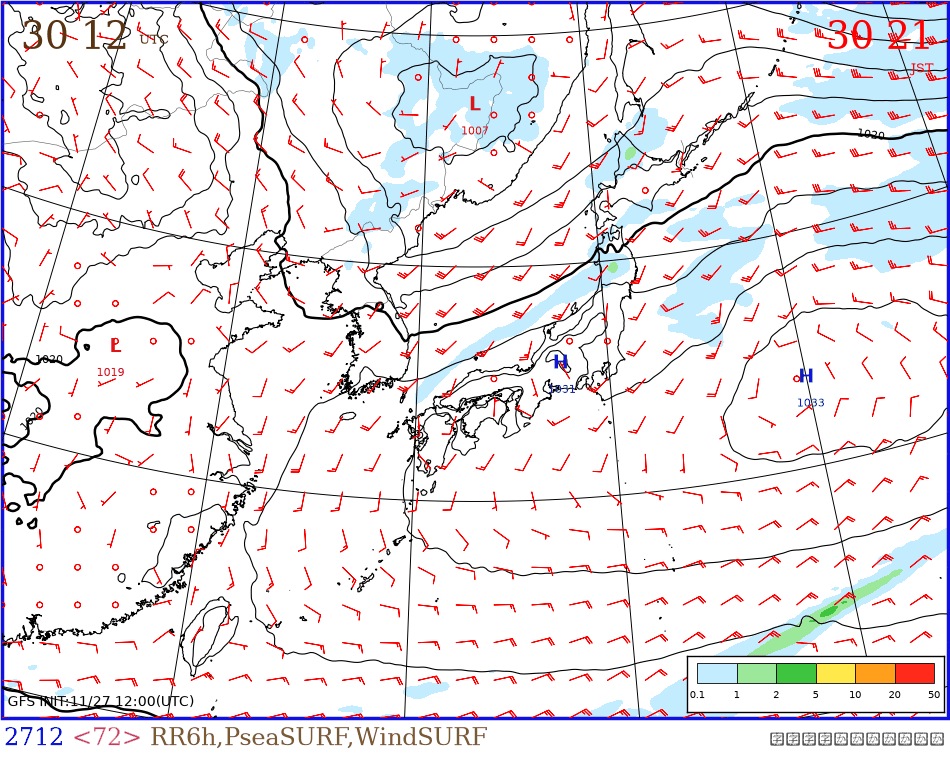 30 12 UTC
30 21 JST
L
1007
1020
H
1031
L
1019
1020
1020
H
1033
0.1 1 2 5 10 20 50
GFS INIT:11/27 12:00(UTC)
2712 <72> RR6h,PseaSURF,WindSURF